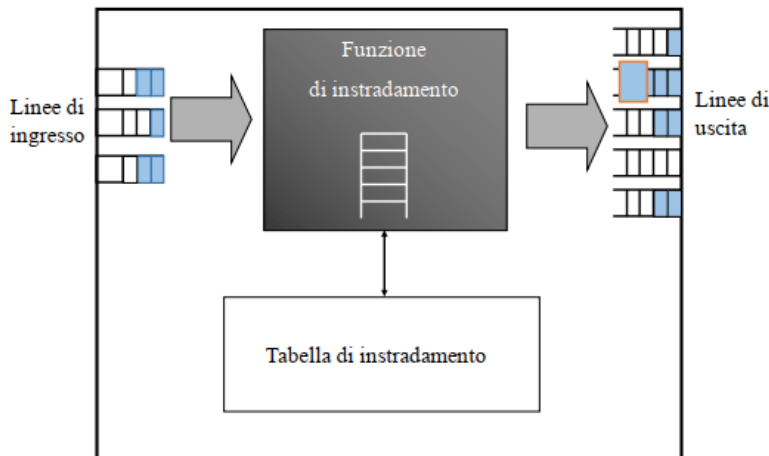 Funzione
di instradamento
Linee di
ingresso
Linee di
uscita
Tabella di instradamento